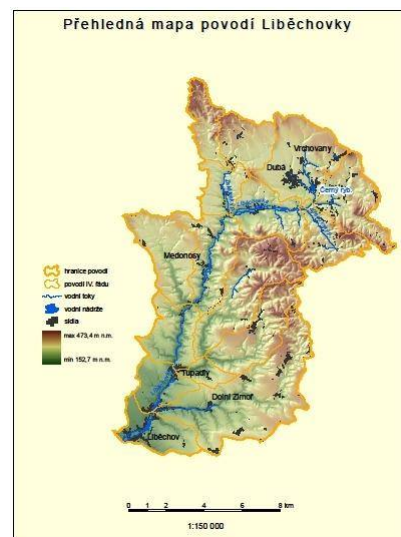 Přehledná mapa povodí Liběchovky
Vrchovany
Dubá
Černý ryb.
Medonosy
hranice povodí
povodí IV. řádu
vodní toky
vodní nádrže
sídla
max 473,4 m n.m.
min 152,7 m n.m.
Tupadly
Dolní Zimoř
Liběchov
0 1 2 4 6 8 km
1:150 000